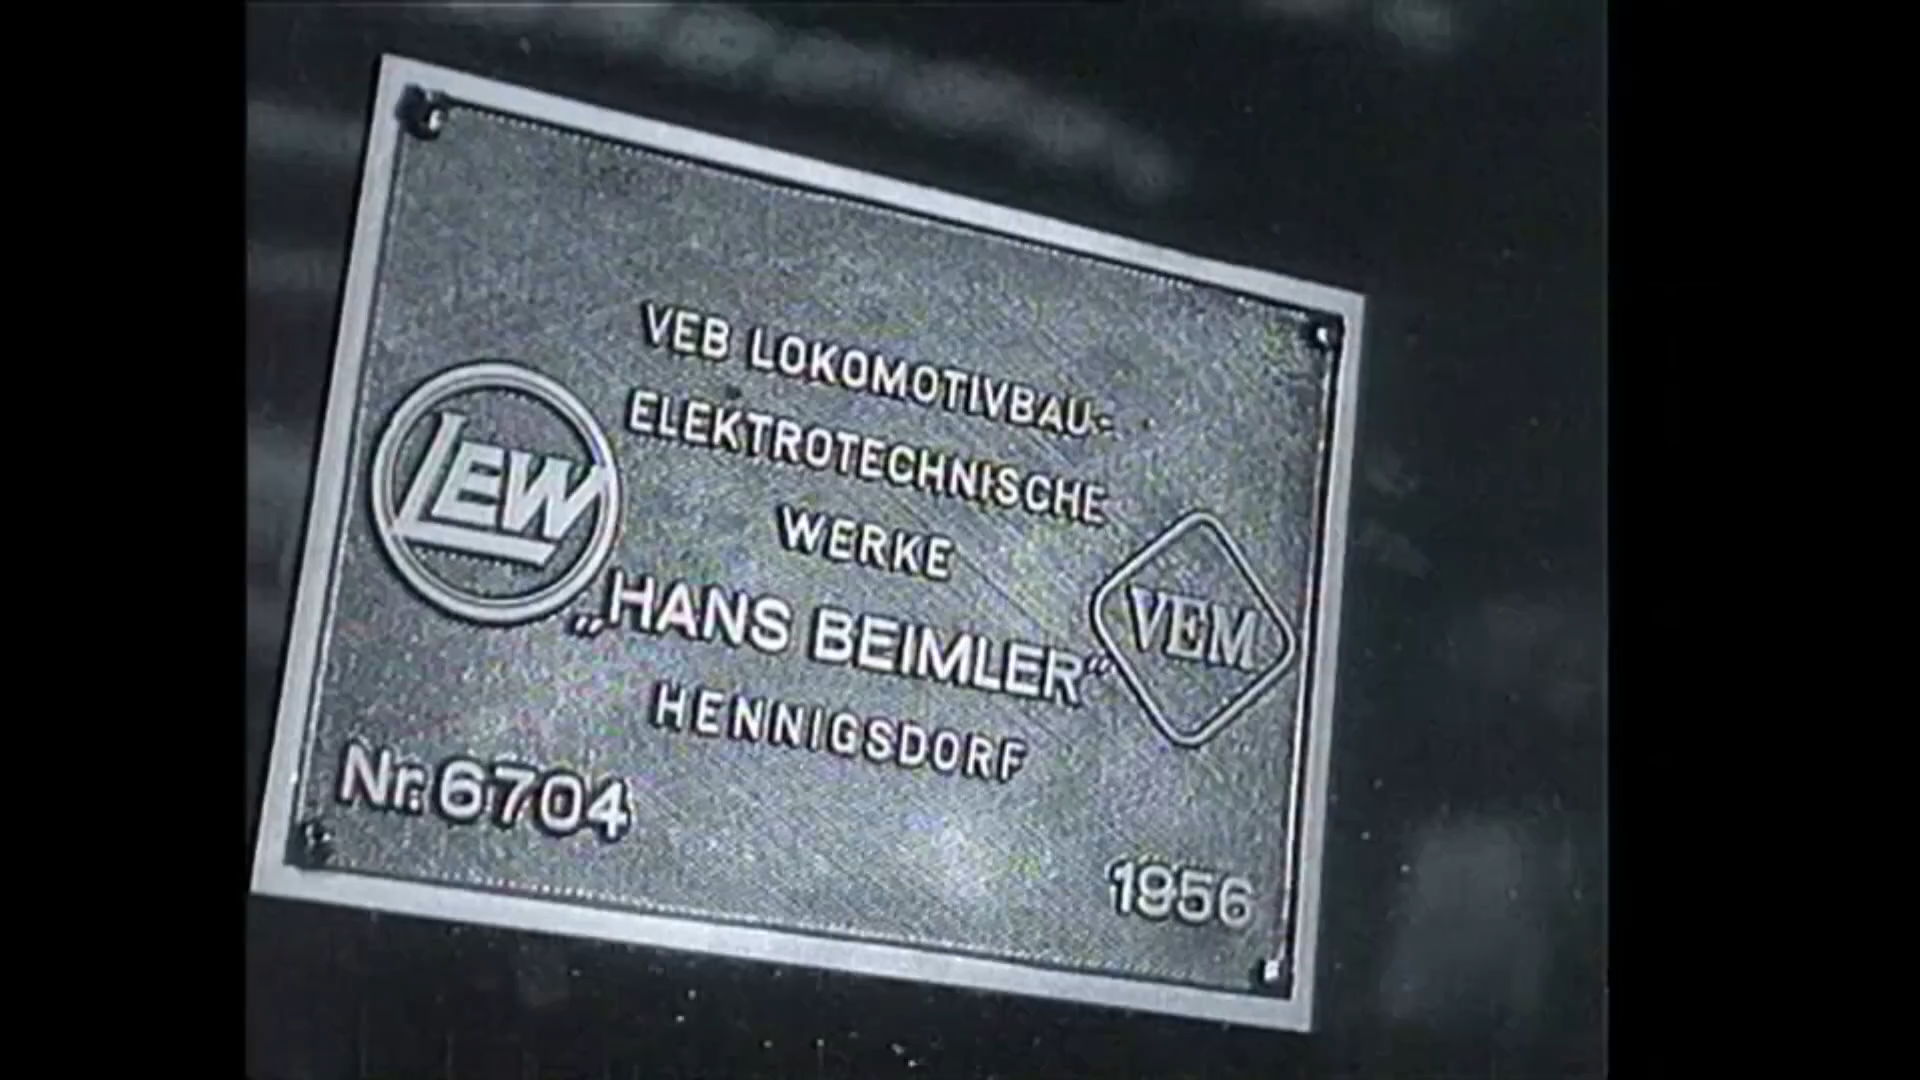 VEB LOKOMOTIVBAU-
ELEKTROTECHNISCHE
WERKE
„HANS BEIMLER“
HENNIGSDORF
LEW
VEM
Nr. 6704
1956